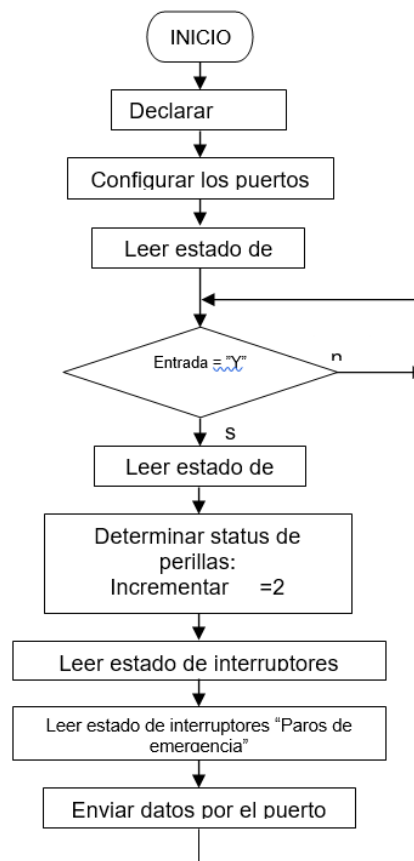 INICIO
Declarar
Configurar los puertos
Leer estado de
Entrada = "Y"
n
s
Leer estado de
Determinar status de
perillas:
Incrementar =2
Leer estado de interruptores
Leer estado de interruptores “Paros de
emergencia”
Enviar datos por el puerto